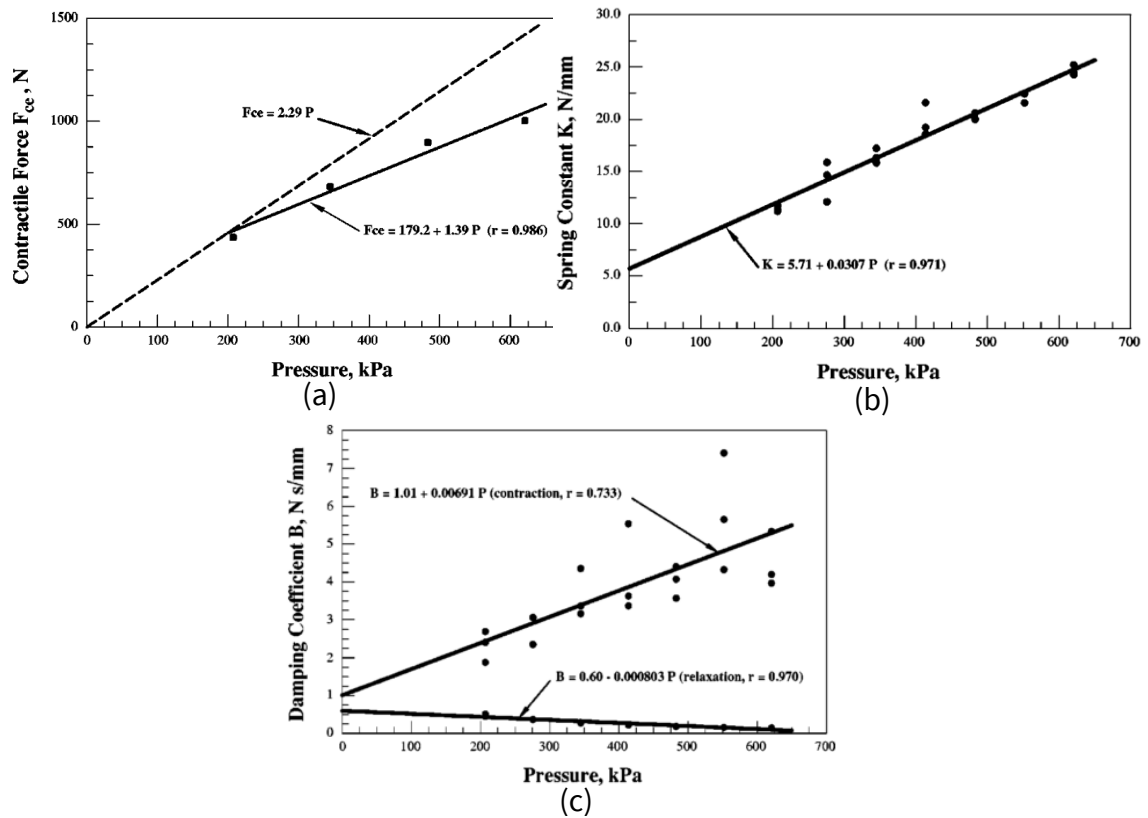 1500
1000
500
0
Contractile Force Fce , N
Fce = 2.29 P
Fce = 179.2 + 1.39 P (r = 0.986)
0 100 200 300 400 500 600
Pressure, kPa
(a)
30.0
25.0
20.0
15.0
10.0
5.0
0.0
Spring Constant K, N/mm
K = 5.71 + 0.0307 P (r = 0.971)
0 100 200 300 400 500 600 700
Pressure, kPa
(b)
8
7
6
5
4
3
2
1
0
Damping Coefficient B, N s/mm
B = 1.01 + 0.00691 P (contraction, r = 0.733)
B = 0.60 - 0.000803 P (relaxation, r = 0.970)
0 100 200 300 400 500 600 700
Pressure, kPa
(c)